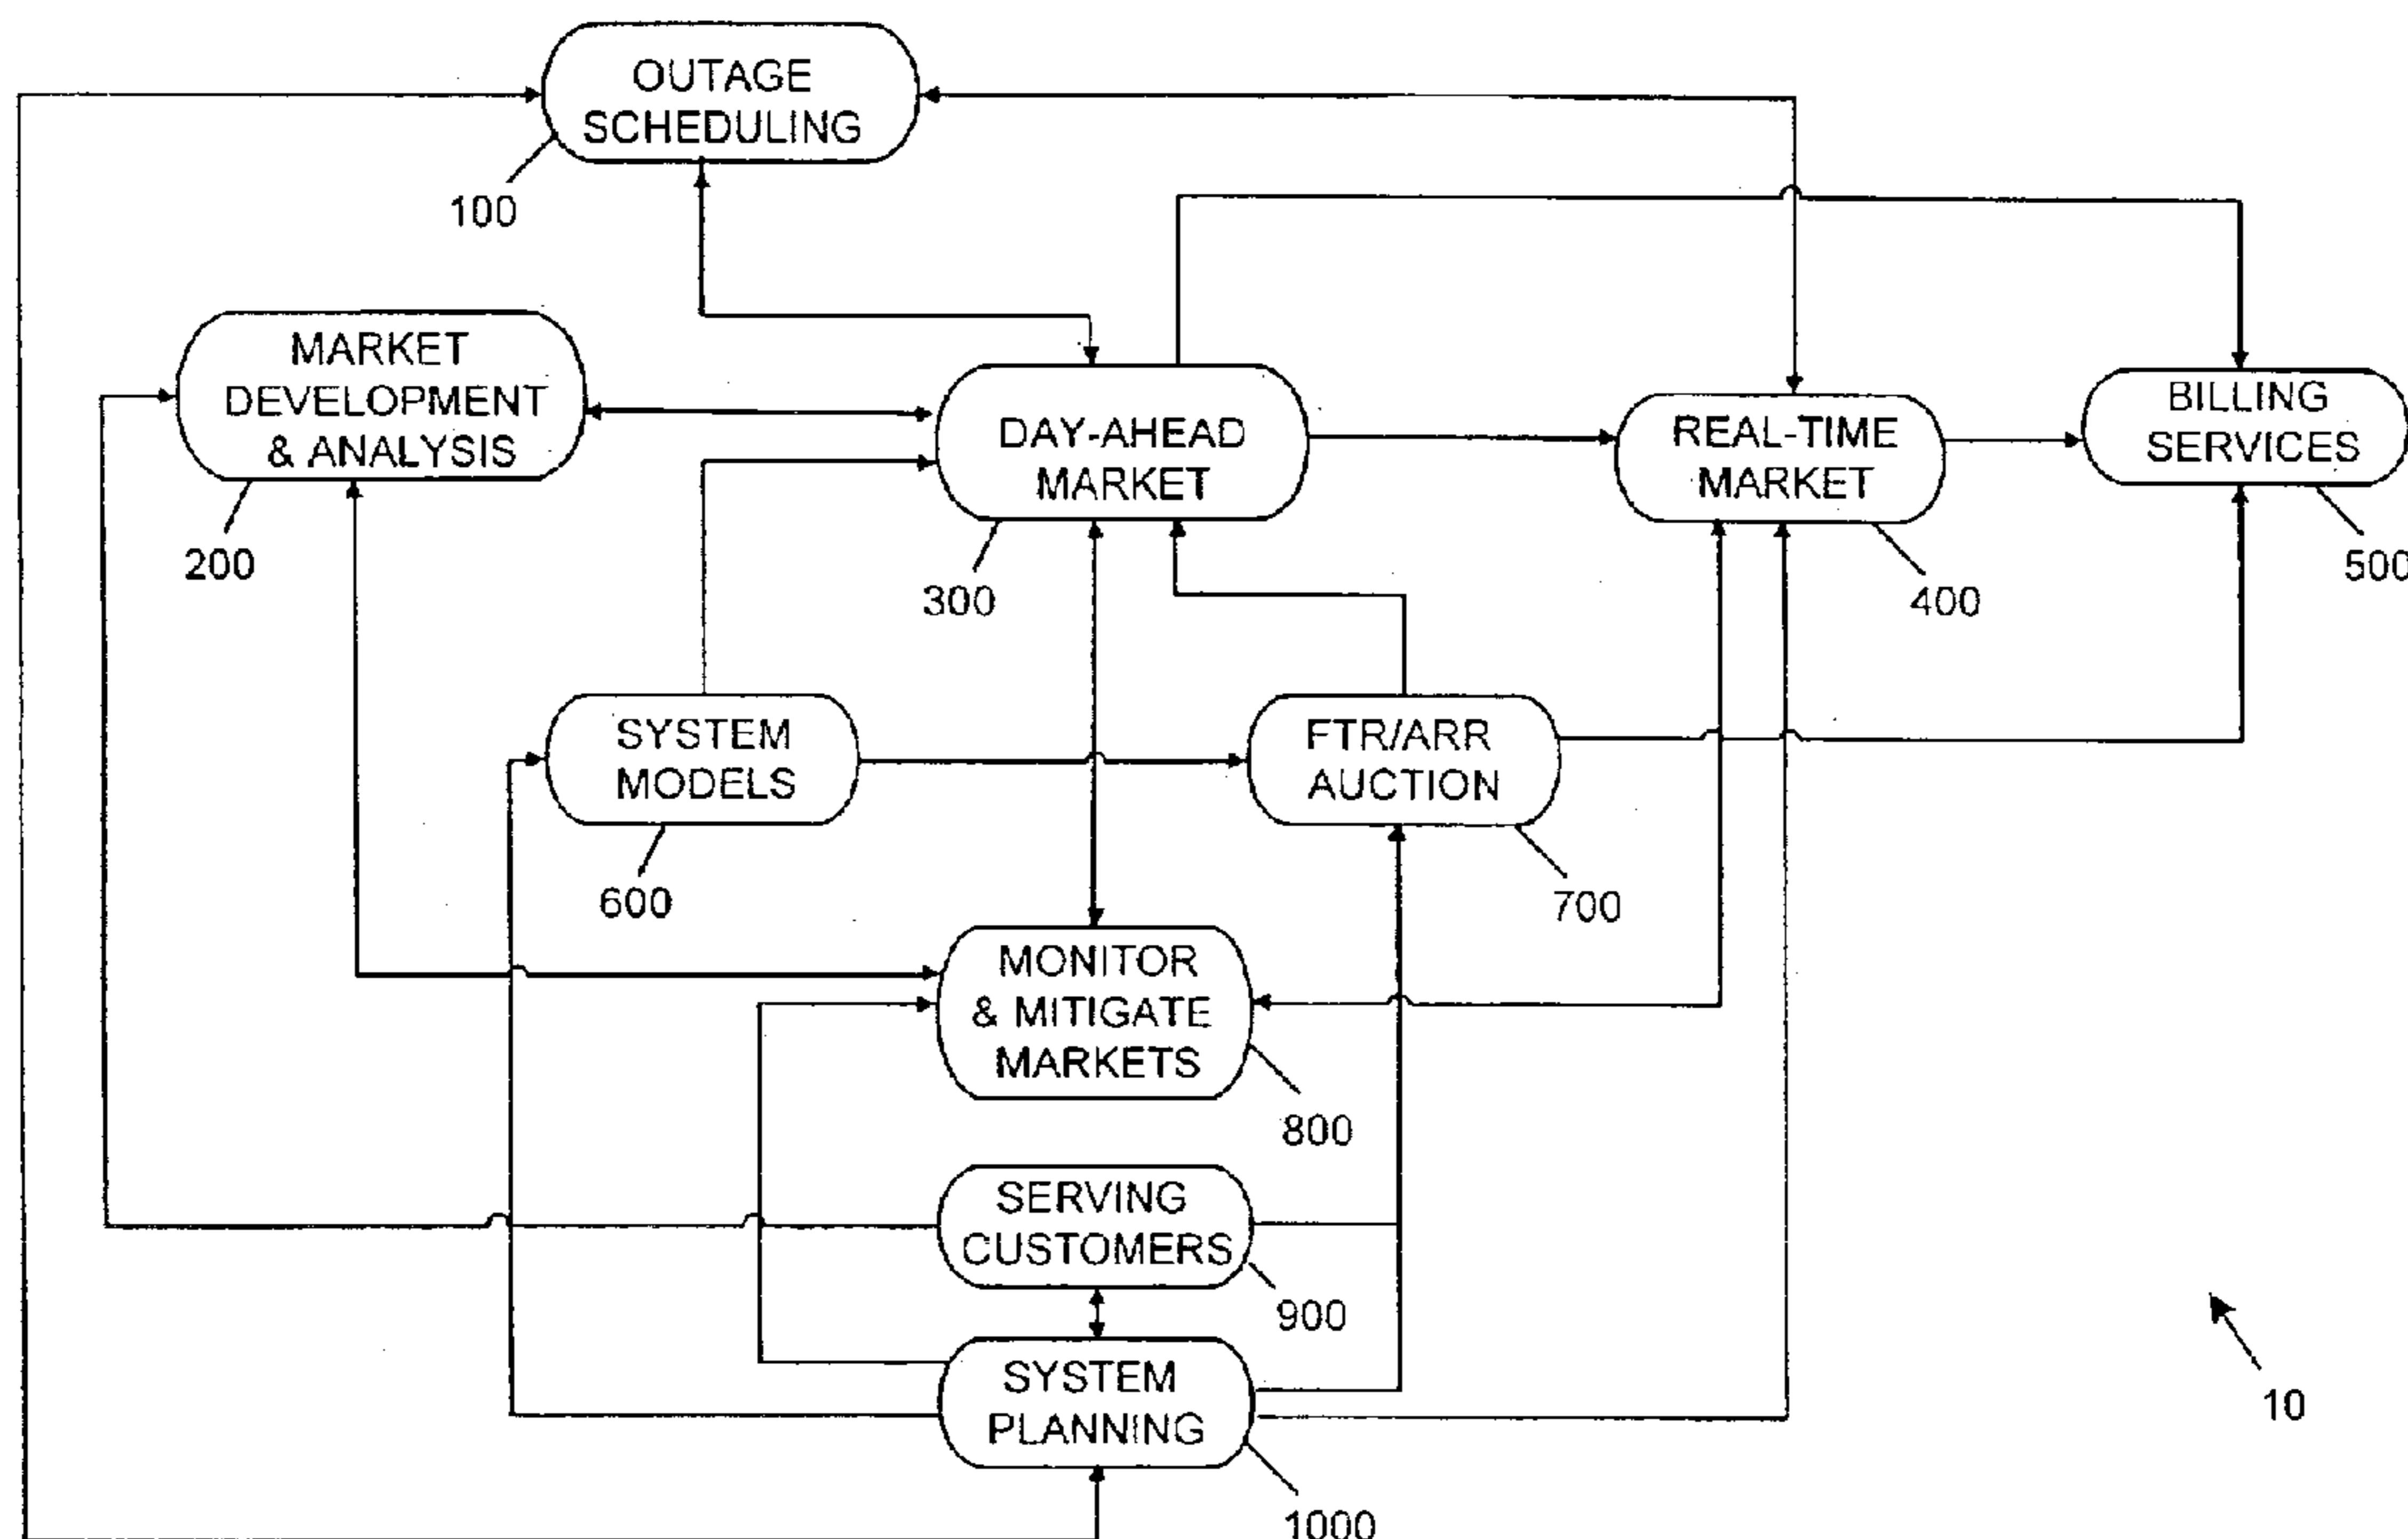 OUTAGE
SCHEDULING
100
MARKET
DEVELOPMENT
& ANALYSIS
200
DAY-AHEAD
MARKET
300
REAL-TIME
MARKET
400
BILLING
SERVICES
500
SYSTEM
MODELS
600
FTR/ARR
AUCTION
700
MONITOR
& MITIGATE
MARKETS
800
SERVING
CUSTOMERS
900
SYSTEM
PLANNING
1000
10